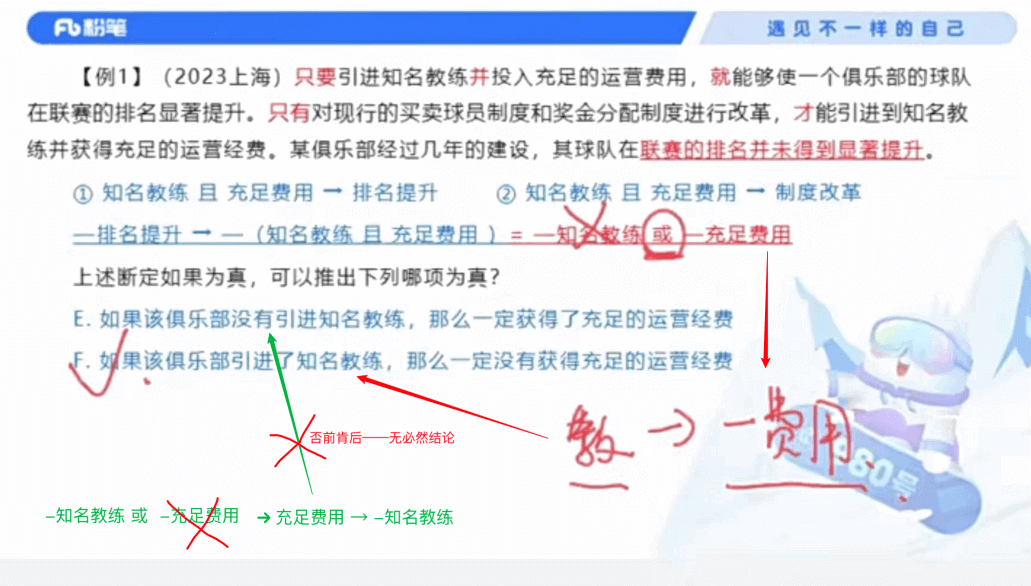 粉笔
遇见不一样的自己
【例1】（2023上海）只要引进知名教练并投入充足的运营费用，就能够使一个俱乐部的球队
在联赛的排名显著提升。只有对现行的买卖球员制度和奖金分配制度进行改革，才能引进到知名教
练并获得充足的运营经费。某俱乐部经过几年的建设，其球队在联赛的排名并未得到显著提升。
① 知名教练 且 充足费用 → 排名提升 ② 知名教练 且 充足费用 → 制度改革
—排名提升 → —（知名教练 且 充足费用 ）= —知名教练 或 —充足费用
上述断定如果为真，可以推出下列哪项为真？
E. 如果该俱乐部没有引进知名教练，那么一定获得了充足的运营经费
F. 如果该俱乐部引进了知名教练，那么一定没有获得充足的运营经费
教 → —费用
否前肯后——无必然结论
–知名教练 或 –充足费用 → 充足费用 → –知名教练